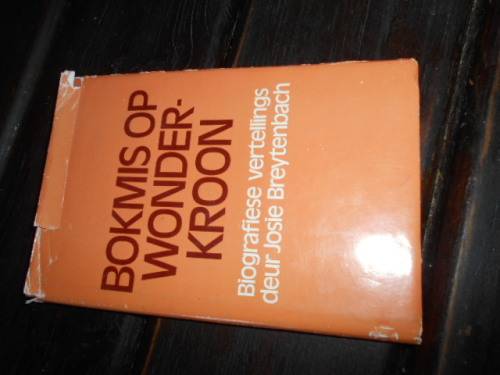 BOKMIS OP
WONDER-
KROON
Biografiese vertellings
deur Josie Breytenbach